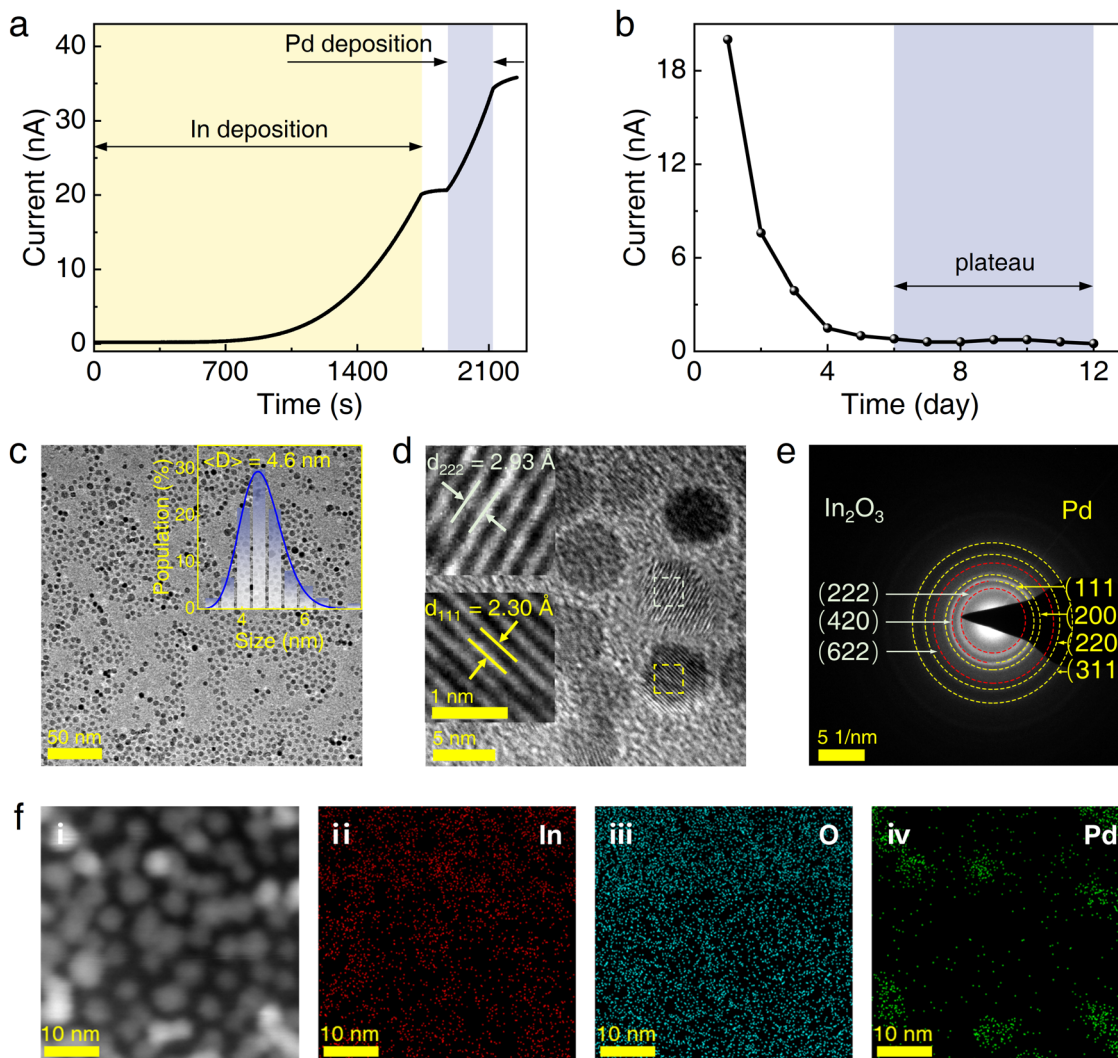 a
Current (nA)
40
30
20
10
0
Pd deposition
In deposition
0 700 1400 2100
Time (s)
b
Current (nA)
18
12
6
0
plateau
0 4 8 12
Time (day)
c
<D> = 4.6 nm
Population (%)
30
20
10
0
4 6
Size (nm)
50 nm
d
d222 = 2.93 Å
d111 = 2.30 Å
1 nm
5 nm
e
In2O3
Pd
(222)
(420)
(622)
(111)
(200)
(220)
(311)
5 1/nm
f
i
10 nm
ii In
10 nm
iii O
10 nm
iv Pd
10 nm